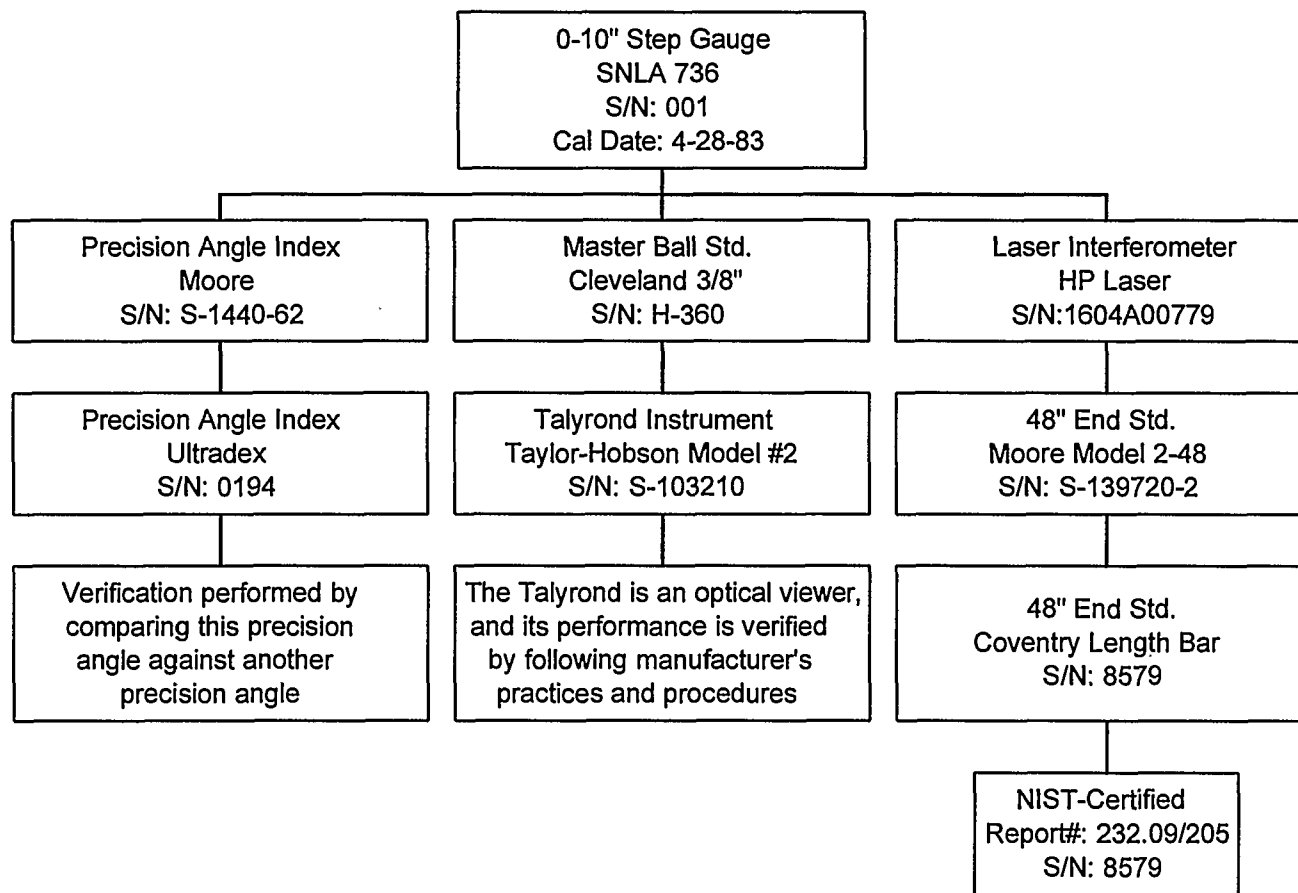 0-10" Step Gauge
SNLA 736
S/N: 001
Cal Date: 4-28-83
Precision Angle Index
Moore
S/N: S-1440-62
Master Ball Std.
Cleveland 3/8"
S/N: H-360
Laser Interferometer
HP Laser
S/N:1604A00779
Precision Angle Index
Ultradex
S/N: 0194
Talyrond Instrument
Taylor-Hobson Model #2
S/N: S-103210
48" End Std.
Moore Model 2-48
S/N: S-139720-2
Verification performed by
comparing this precision
angle against another
precision angle
The Talyrond is an optical viewer,
and its performance is verified
by following manufacturer's
practices and procedures
48" End Std.
Coventry Length Bar
S/N: 8579
NIST-Certified
Report#: 232.09/205
S/N: 8579